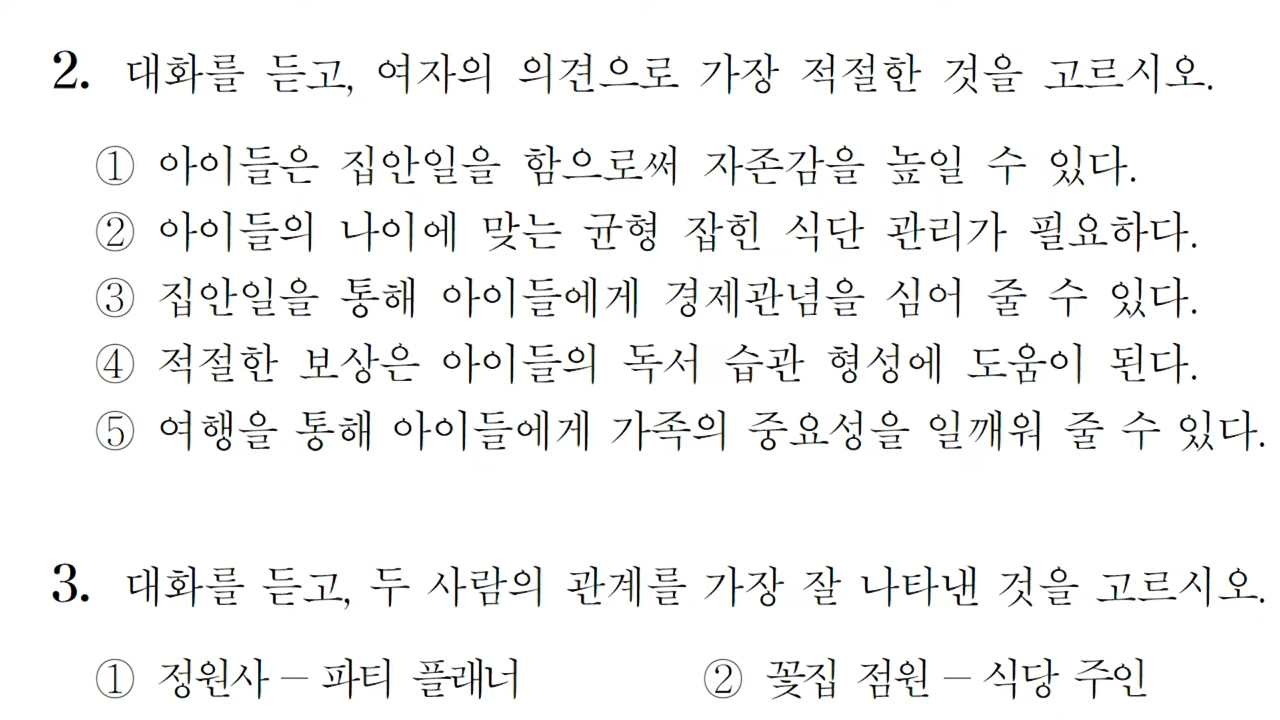 2. 대화를 듣고, 여자의 의견으로 가장 적절한 것을 고르시오.
① 아이들은 집안일을 함으로써 자존감을 높일 수 있다.
② 아이들의 나이에 맞는 균형 잡힌 식단 관리가 필요하다.
③ 집안일을 통해 아이들에게 경제관념을 심어 줄 수 있다.
④ 적절한 보상은 아이들의 독서 습관 형성에 도움이 된다.
⑤ 여행을 통해 아이들에게 가족의 중요성을 일깨워 줄 수 있다.
3. 대화를 듣고, 두 사람의 관계를 가장 잘 나타낸 것을 고르시오.
① 정원사 – 파티 플래너 ② 꽃집 점원 – 식당 주인